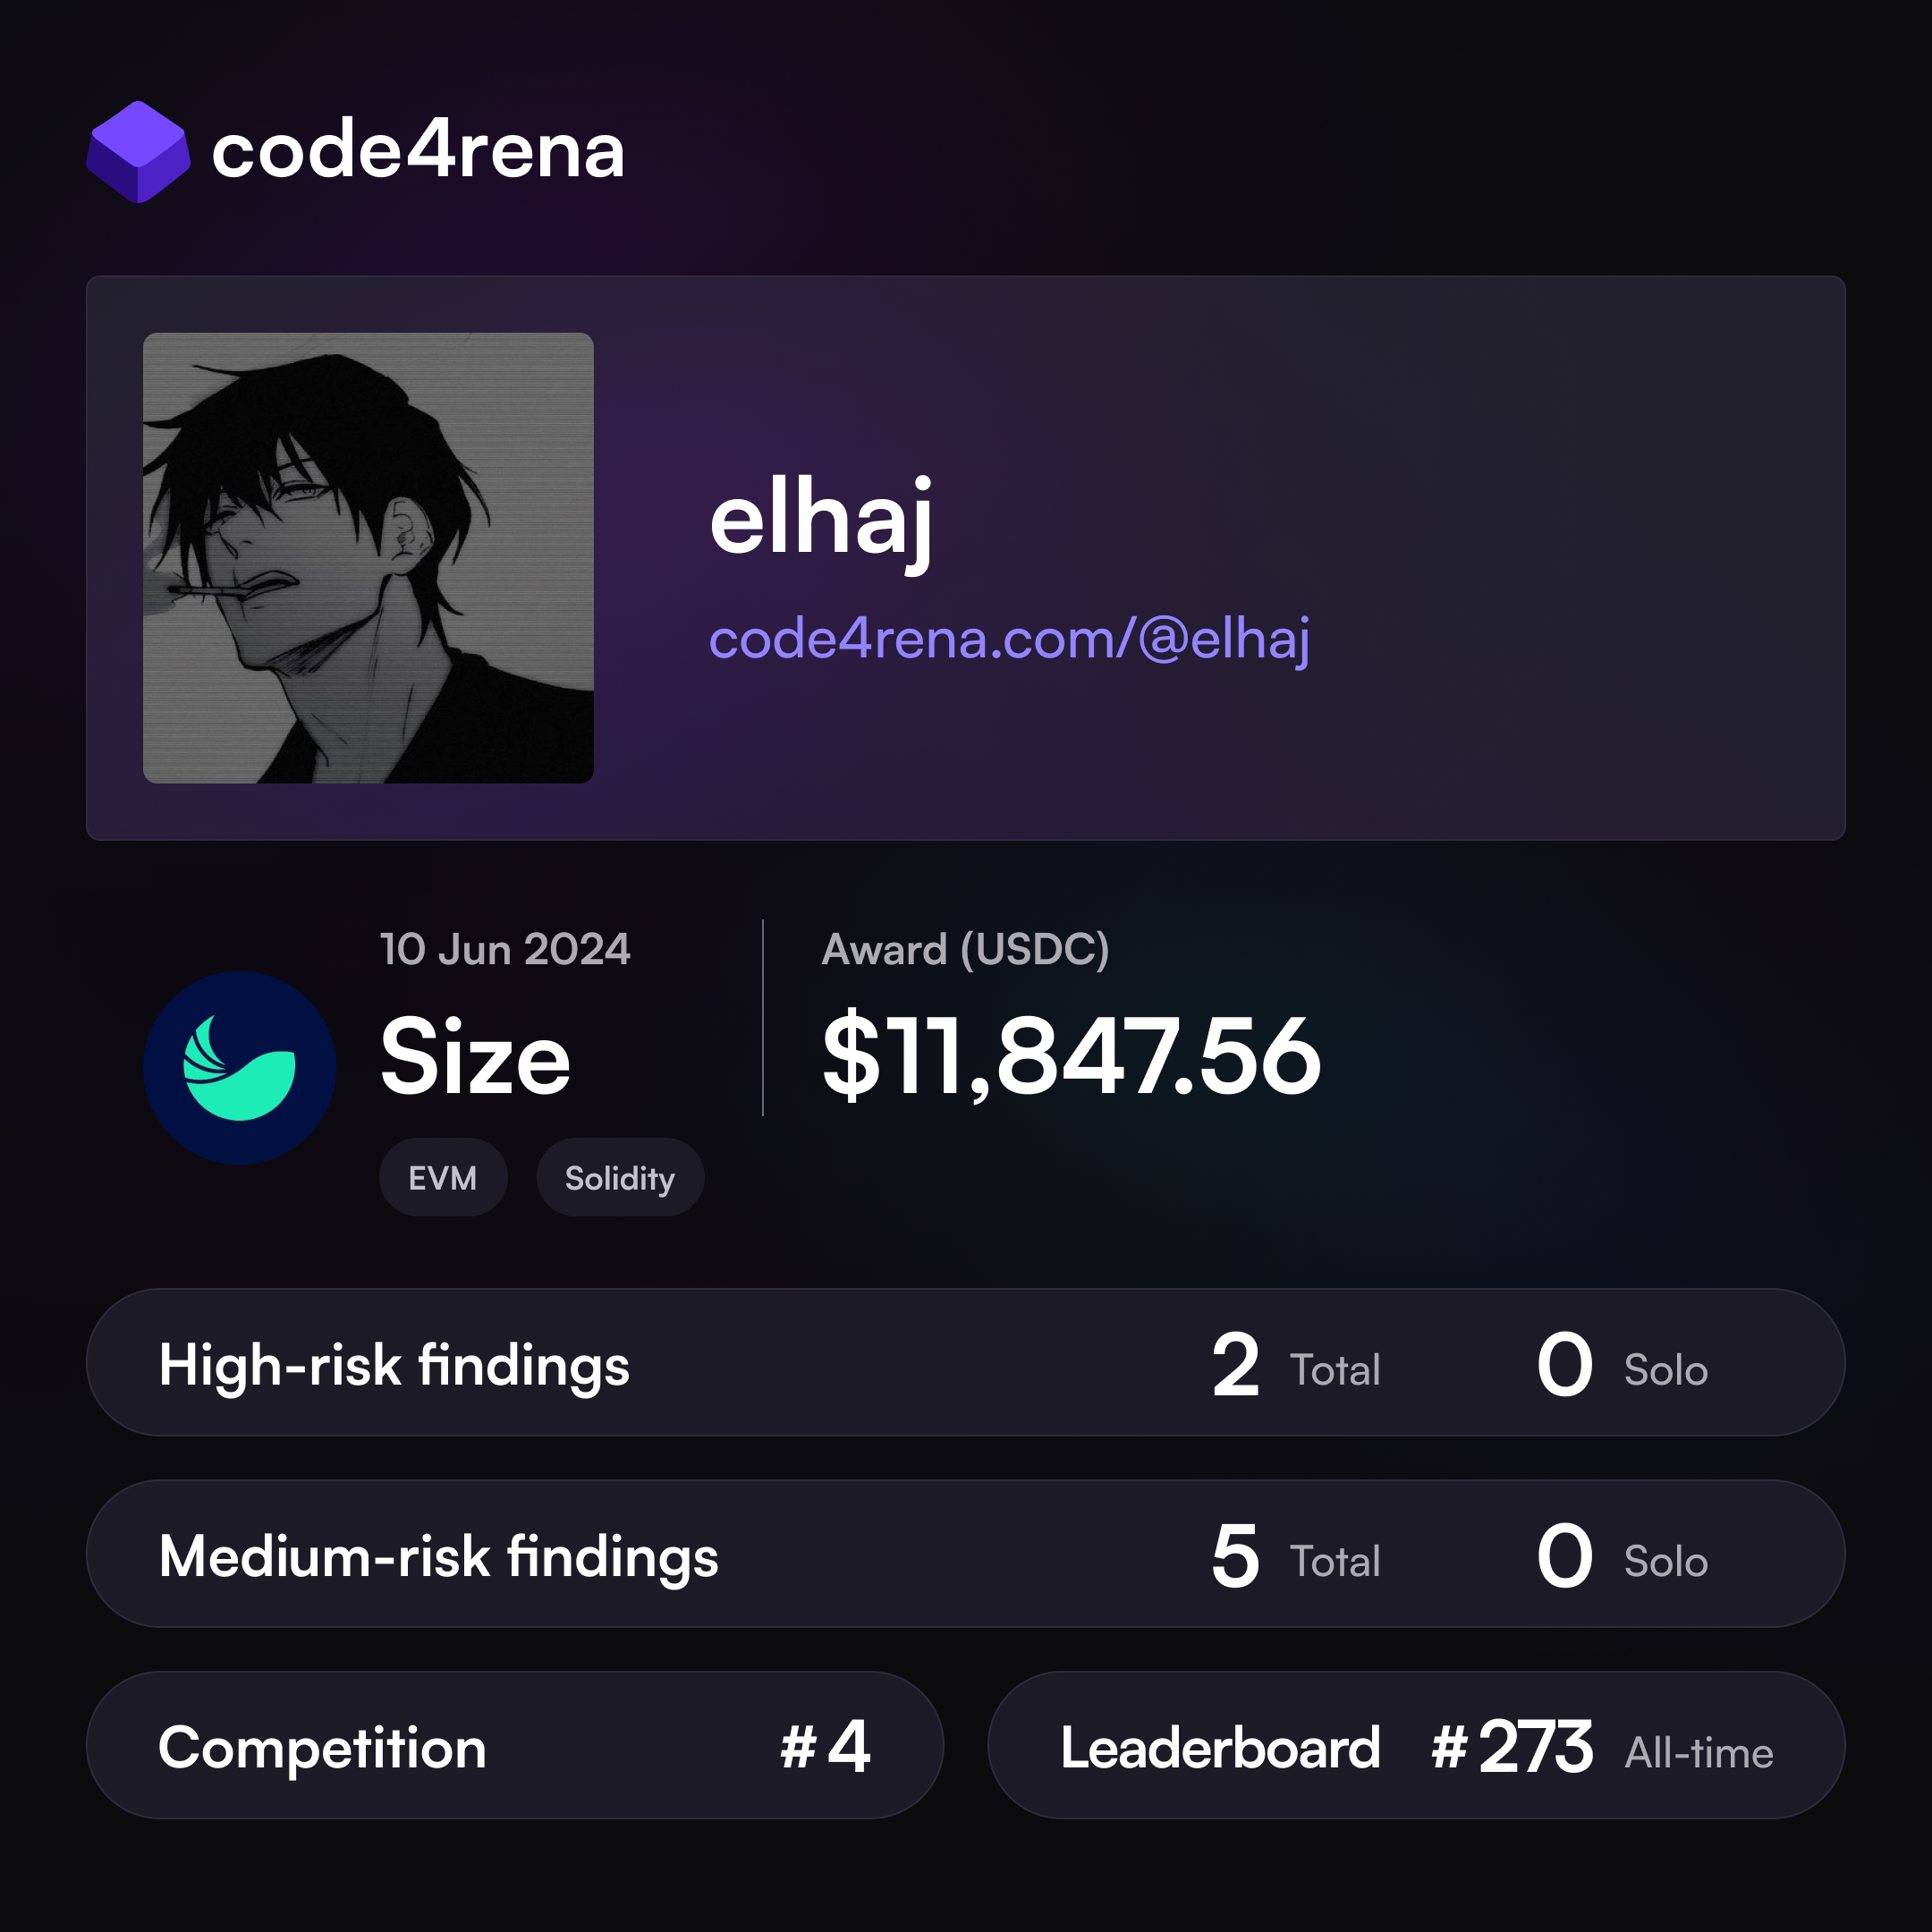 code4rena
elhaj
code4rena.com/@elhaj
10 Jun 2024
Size
EVM Solidity
Award (USDC)
$11,847.56
High-risk findings 2 Total 0 Solo
Medium-risk findings 5 Total 0 Solo
Competition #4
Leaderboard #273 All-time